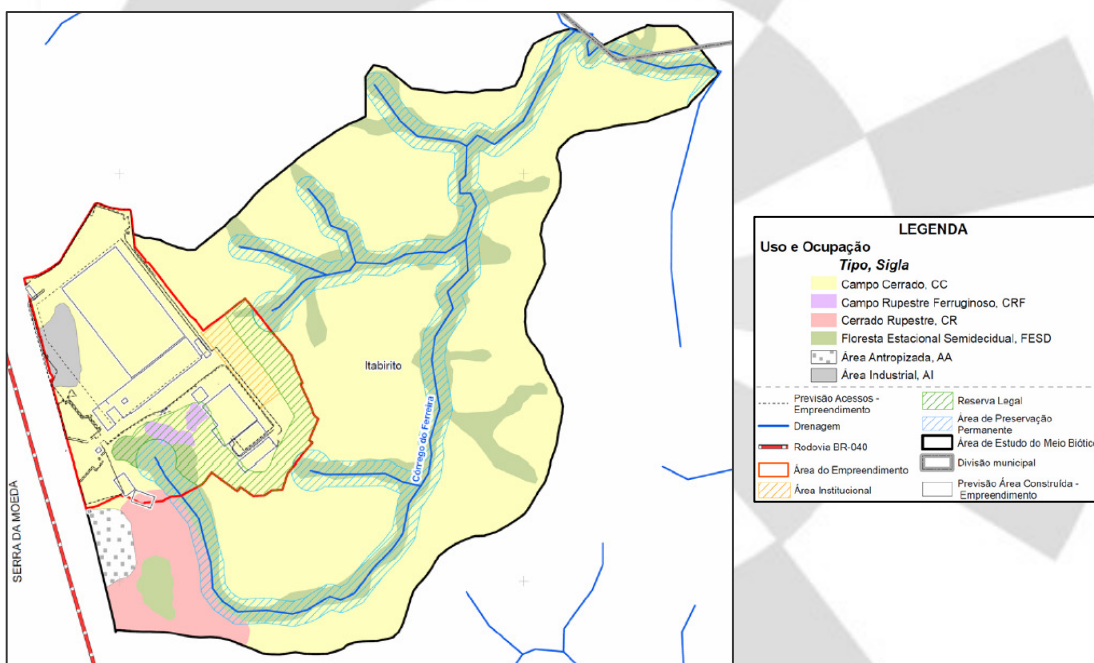 Itabirito
Córrego do Ferreira
SERRA DA MOEDA
LEGENDA
Uso e Ocupação
Tipo, Sigla
Campo Cerrado, CC
Campo Rupestre Ferruginoso, CRF
Cerrado Rupestre, CR
Floresta Estacional Semidecidual, FESD
Área Antropizada, AA
Área Industrial, AI
Previsão Acessos -
Empreendimento
Drenagem
Rodovia BR-040
Área do Empreendimento
Área Institucional
Reserva Legal
Área de Preservação
Permanente
Área de Estudo do Meio Biótico
Divisão municipal
Previsão Área Construída -
Empreendimento